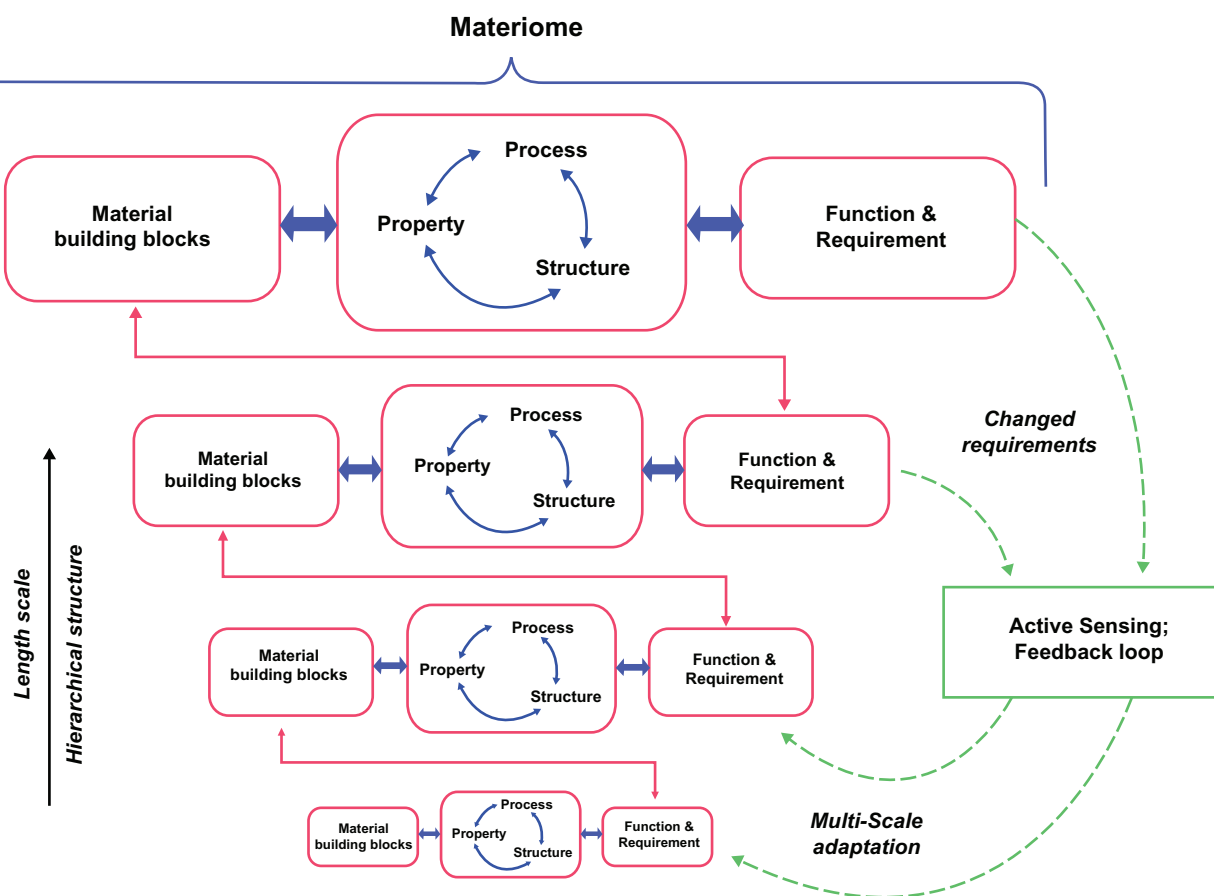 Materiome
Process
Material
building blocks
Property
Function &
Requirement
Structure
Process
Material
building blocks
Property
Function &
Requirement
Structure
Changed
requirements
Length scale
Hierarchical structure
Process
Material
building blocks
Property
Function &
Requirement
Structure
Active Sensing;
Feedback loop
Process
Material
building blocks
Property
Function &
Requirement
Structure
Multi-Scale
adaptation